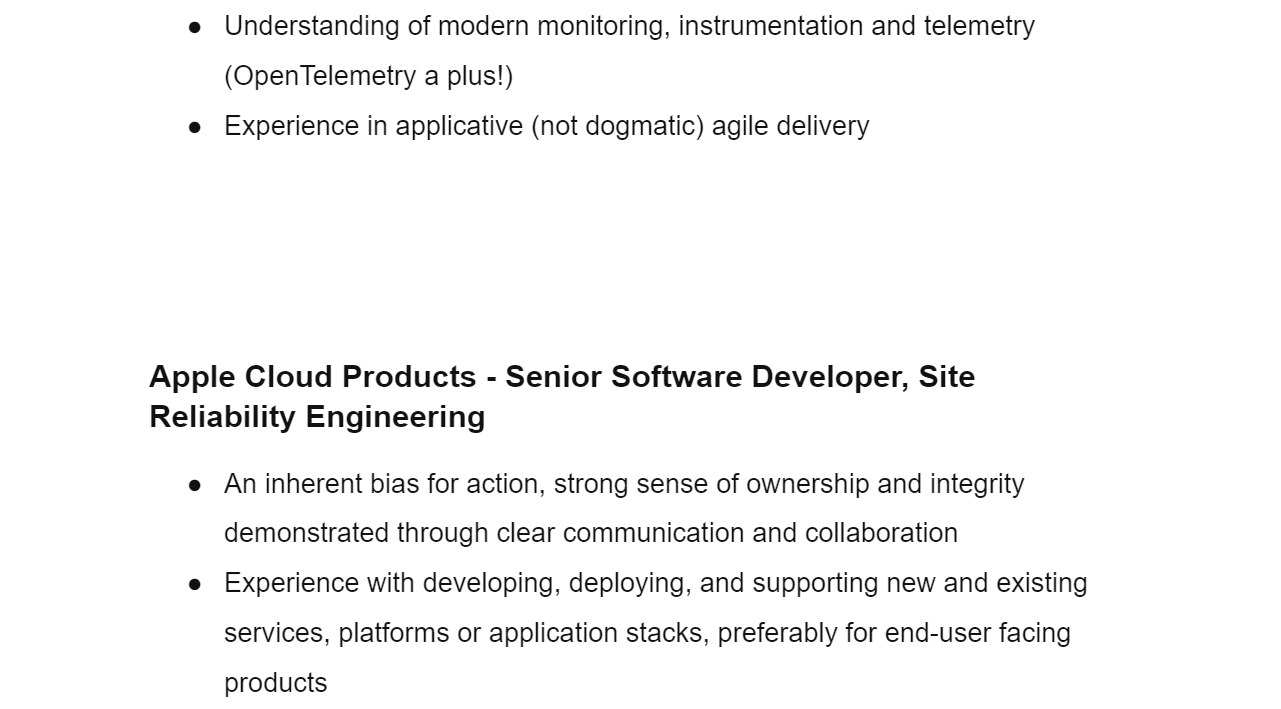 ● Understanding of modern monitoring, instrumentation and telemetry
(OpenTelemetry a plus!)
● Experience in applicative (not dogmatic) agile delivery
Apple Cloud Products - Senior Software Developer, Site
Reliability Engineering
● An inherent bias for action, strong sense of ownership and integrity
demonstrated through clear communication and collaboration
● Experience with developing, deploying, and supporting new and existing
services, platforms or application stacks, preferably for end-user facing
products